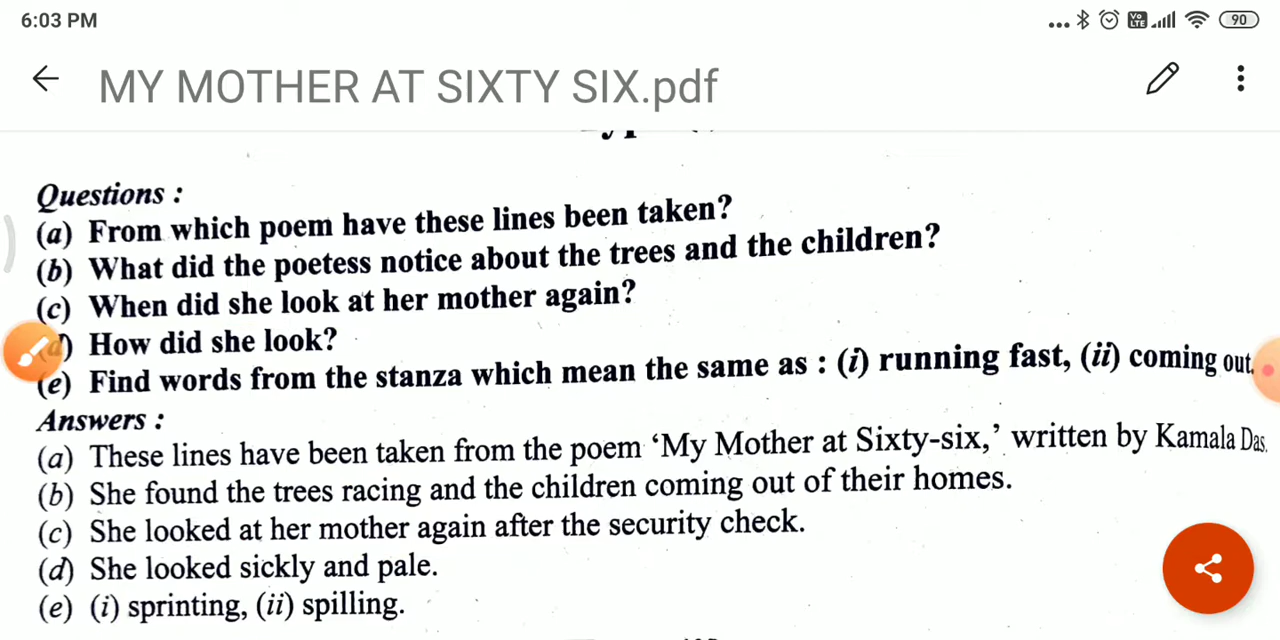 6:03 PM
Vo LTE 90
MY MOTHER AT SIXTY SIX.pdf
Questions :
(a) From which poem have these lines been taken?
(b) What did the poetess notice about the trees and the children?
(c) When did she look at her mother again?
(d) How did she look?
(e) Find words from the stanza which mean the same as : (i) running fast, (ii) coming out.
Answers :
(a) These lines have been taken from the poem ‘My Mother at Sixty-six,’ written by Kamala Das.
(b) She found the trees racing and the children coming out of their homes.
(c) She looked at her mother again after the security check.
(d) She looked sickly and pale.
(e) (i) sprinting, (ii) spilling.